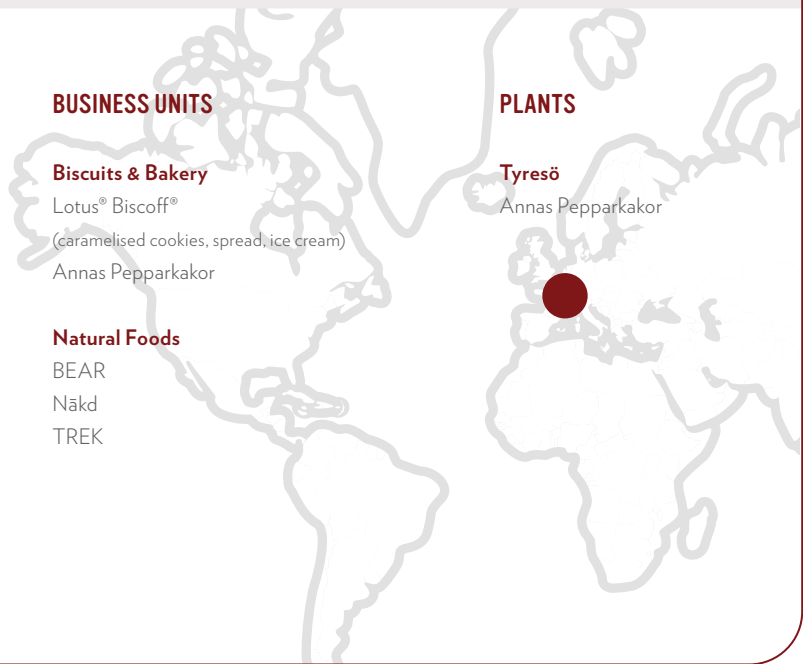 BUSINESS UNITS
Biscuits & Bakery
Lotus® Biscoff®
(caramelised cookies, spread, ice cream)
Annas Pepparkakor
Natural Foods
BEAR
Nākd
TREK
PLANTS
Tyresö
Annas Pepparkakor